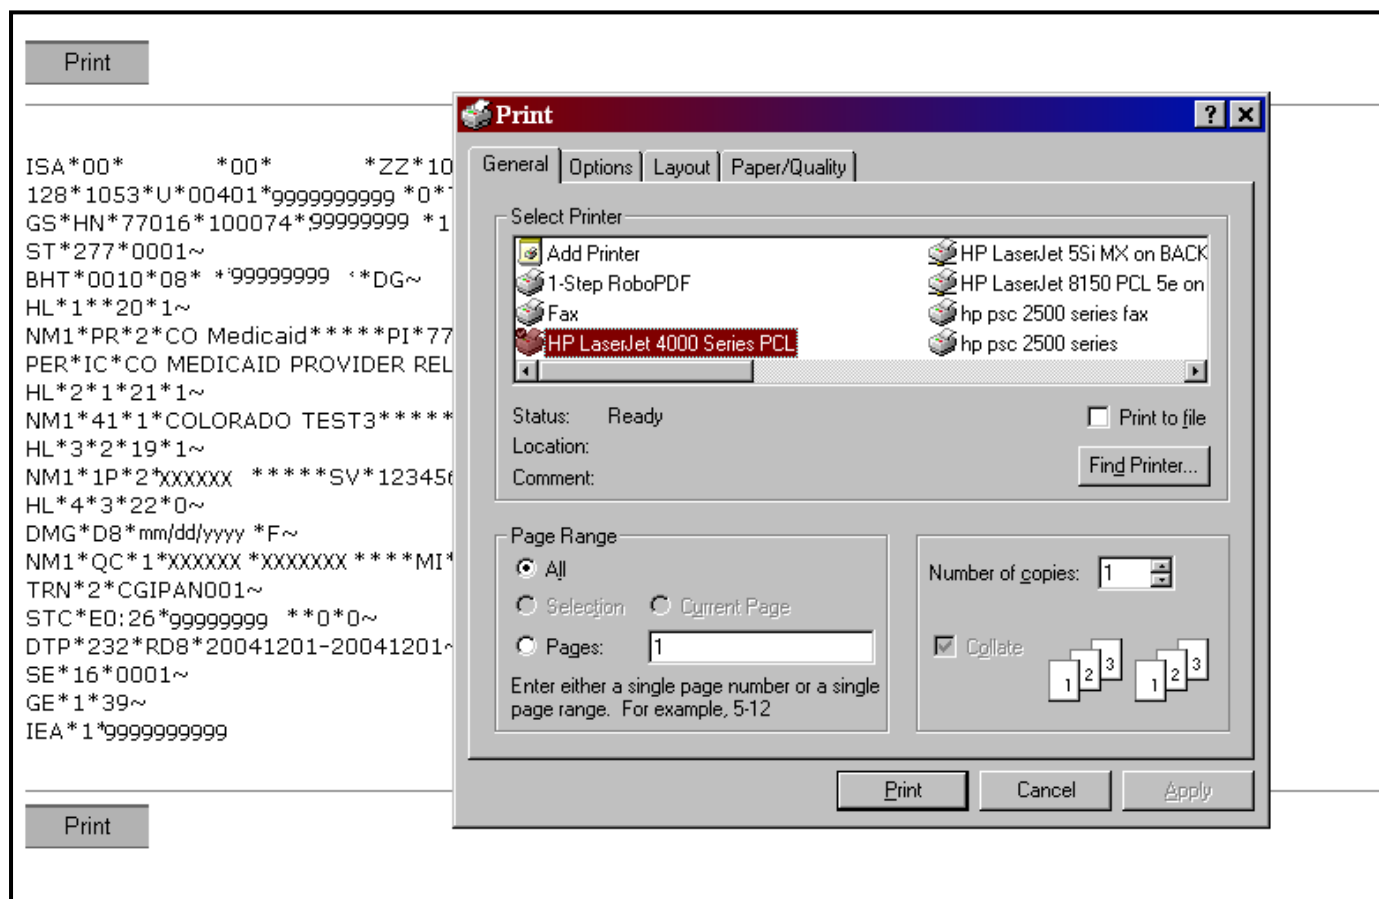 Print
ISA*00*          *00*          *ZZ*10
128*1053*U*00401*9999999999 *0*
GS*HN*77016*100074*99999999 *1
ST*277*0001~
BHT*0010*08* *'99999999 '*DG~
HL*1**20*1~
NM1*PR*2*CO Medicaid*****PI*77
PER*IC*CO MEDICAID PROVIDER REL
HL*2*1*21*1~
NM1*41*1*COLORADO TEST3*****
HL*3*2*19*1~
NM1*1P*2*XXXXXX *****SV*123456
HL*4*3*22*0~
DMG*D8*mm/dd/yyyy *F~
NM1*QC*1*XXXXXX *XXXXXXX ****MI*
TRN*2*CGIPAN001~
STC*E0:26*99999999 **0*0~
DTP*232*RD8*20041201-20041201~
SE*16*0001~
GE*1*39~
IEA*1*9999999999
Print
Print
General Options Layout Paper/Quality
Select Printer
Add Printer
1-Step RoboPDF
Fax
HP LaserJet 4000 Series PCL
HP LaserJet 5Si MX on BACK
HP LaserJet 8150 PCL 5e on
hp psc 2500 series fax
hp psc 2500 series
Status: Ready
Location:
Comment:
Print to file
Find Printer...
Page Range
All
Selection Current Page
Pages: 1
Enter either a single page number or a single
page range. For example, 5-12
Number of copies: 1
Collate
1 2 3 1 2 3
Print Cancel Apply